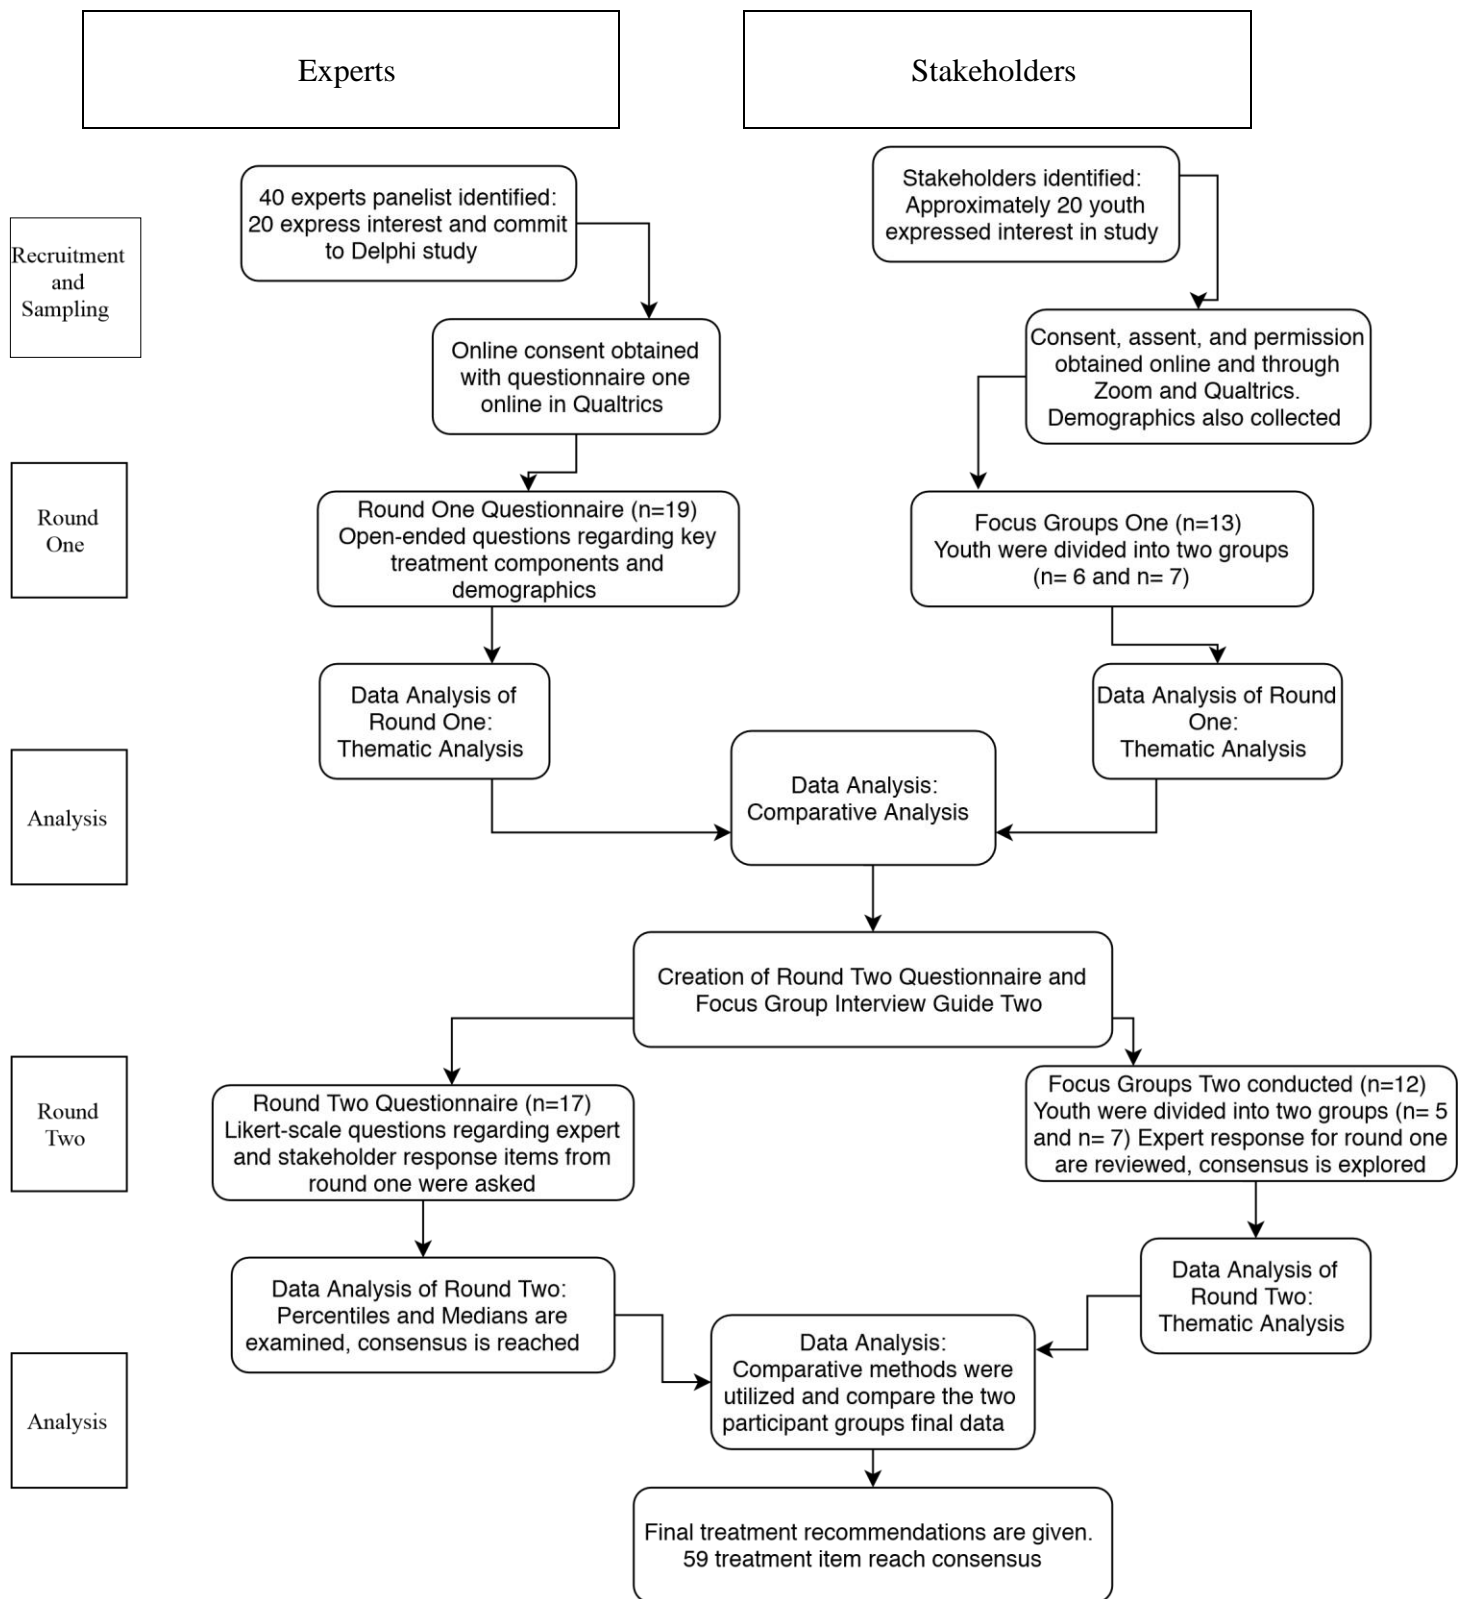 Experts
Stakeholders
Recruitment
and
Sampling
40 experts panelist identified:
20 express interest and commit
to Delphi study
Stakeholders identified:
Approximately 20 youth
expressed interest in study
Online consent obtained
with questionnaire one
online in Qualtrics
Consent, assent, and permission
obtained online and through
Zoom and Qualtrics.
Demographics also collected
Round
One
Round One Questionnaire (n=19)
Open-ended questions regarding key
treatment components and
demographics
Focus Groups One (n=13)
Youth were divided into two groups
(n= 6 and n= 7)
Data Analysis of
Round One:
Thematic Analysis
Data Analysis of Round
One:
Thematic Analysis
Analysis
Data Analysis:
Comparative Analysis
Creation of Round Two Questionnaire and
Focus Group Interview Guide Two
Round
Two
Round Two Questionnaire (n=17)
Likert-scale questions regarding expert
and stakeholder response items from
round one were asked
Focus Groups Two conducted (n=12)
Youth were divided into two groups (n= 5
and n= 7) Expert response for round one
are reviewed, consensus is explored
Data Analysis of Round Two:
Percentiles and Medians are
examined, consensus is reached
Data Analysis of
Round Two:
Thematic Analysis
Analysis
Data Analysis:
Comparative methods were
utilized and compare the two
participant groups final data
Final treatment recommendations are given.
59 treatment item reach consensus